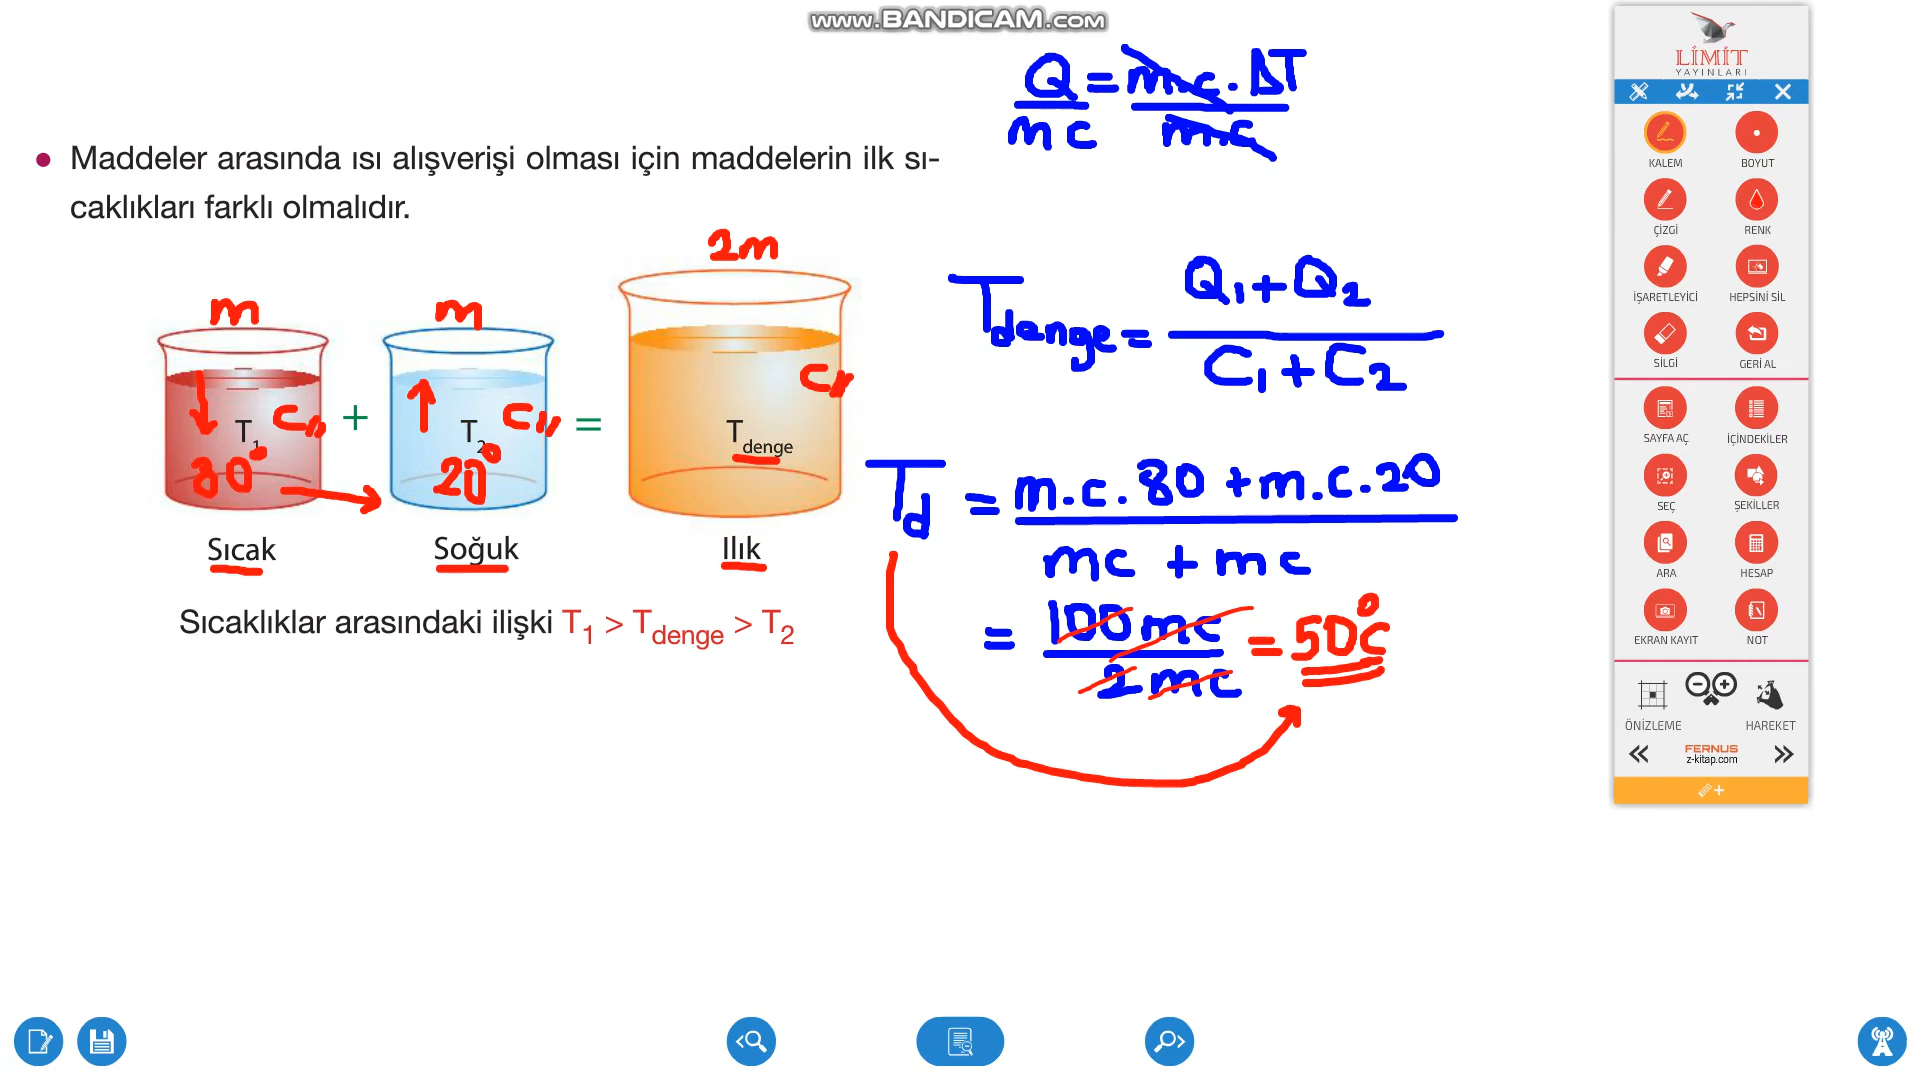 www.BANDICAM.com
Q = m.c.ΔT
mc m.c
• Maddeler arasında ısı alışverişi olması için maddelerin ilk sı-
caklıkları farklı olmalıdır.
m
m
2m
T1 c
80°
+
T2 c
20°
=
Tdenge
c
Sıcak
Soğuk
Ilık
Sıcaklıklar arasındaki ilişki T1 > Tdenge > T2
Tdenge = Q1+Q2
C1+C2
Td = m.c.80 +m.c.20
mc + mc
= 100mc = 50°C
2mc
LİMİT
YAYINLARI
KALEM
BOYUT
ÇİZGİ
RENK
İŞARETLEYİCİ
HEPSİNİ SİL
SİLGİ
GERİ AL
SAYFA AÇ
İÇİNDEKİLER
SEÇ
ŞEKİLLER
ARA
HESAP
EKRAN KAYIT
NOT
ÖNİZLEME
HAREKET
FERNUS
z-kitap.com